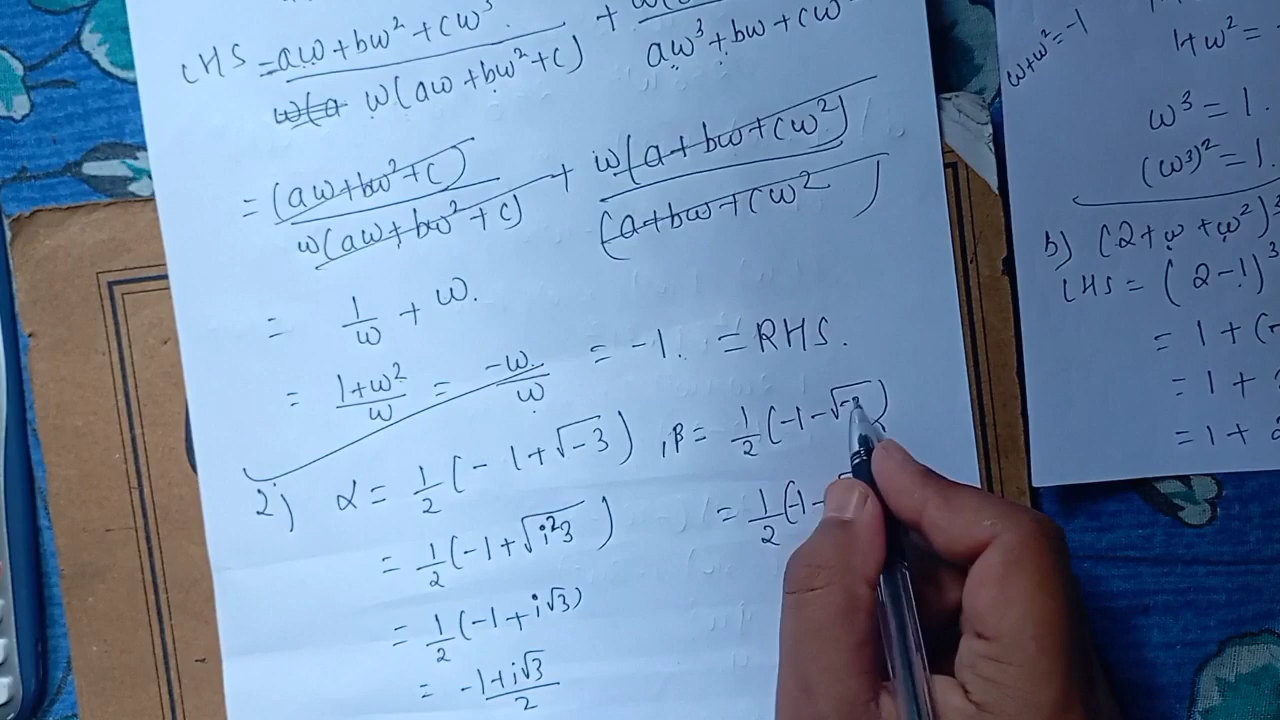 LHS = aω + bω² + cω³ / ω(aω + bω² + c) + / aω³ + bω + cω
= (aω + bω² + c) / ω(aω + bω² + c) + ω(a + bω + cω²) / (a + bω + cω²)
= 1/ω + ω.
= 1+ω²/ω = -ω/ω = -1. = RHS.
2) α = 1/2(-1+√-3), β = 1/2(-1-√-3)
= 1/2(-1+√i²3) = 1/2(-1-
= 1/2(-1+i√3)
= -1+i√3/2
ω+ω²=-1
1+ω² =
ω³ = 1.
(ω³)² = 1.
b) (2+ω+ω²)³
LHS = (2-1)³
= 1 + (-
= 1 +
= 1 + 2